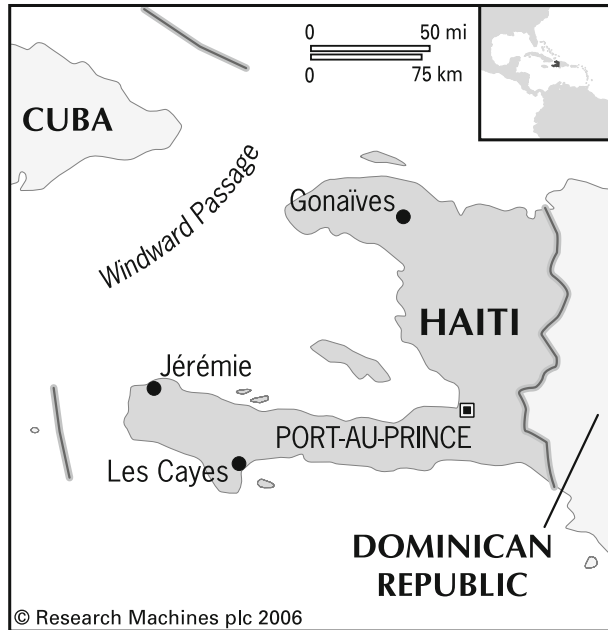 0 50 mi
0 75 km
CUBA
Windward Passage
Gonaïves
HAITI
Jérémie
PORT-AU-PRINCE
Les Cayes
DOMINICAN
REPUBLIC
© Research Machines plc 2006